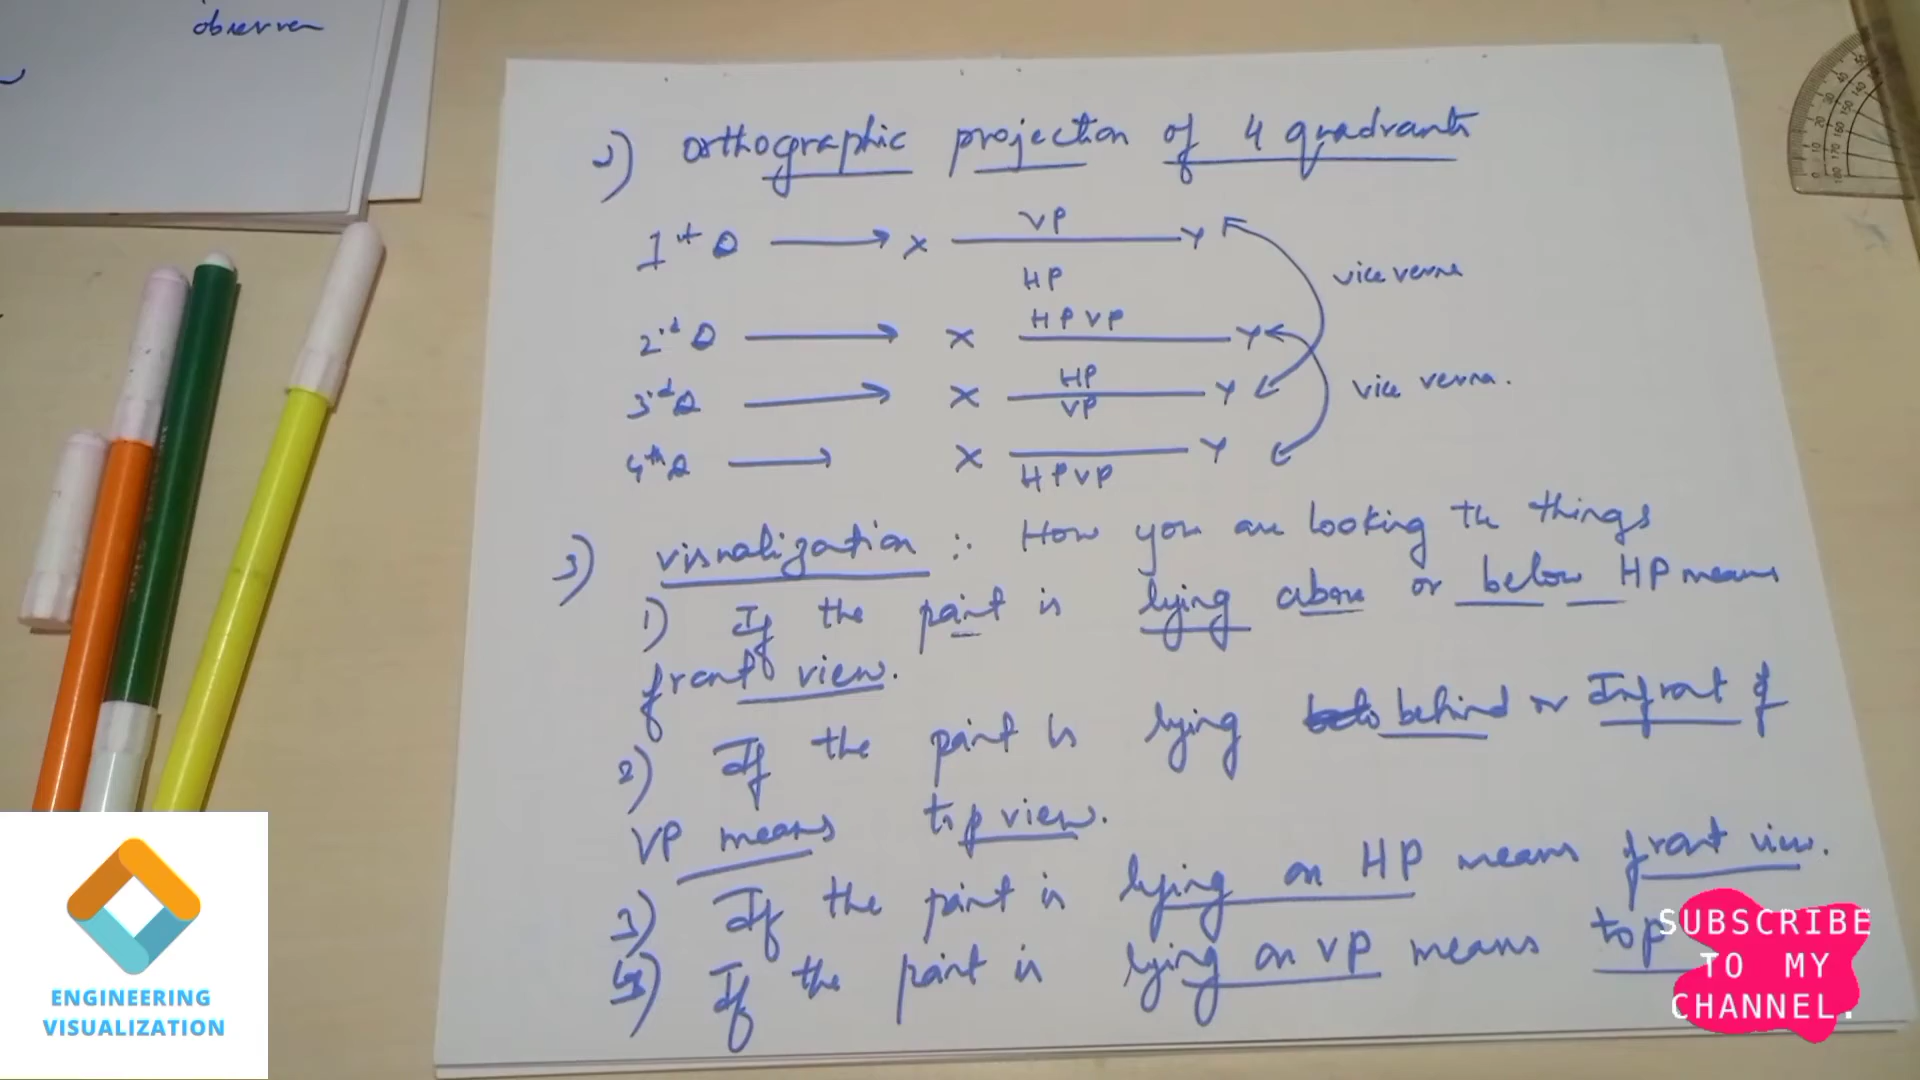 observer
2) Orthographic projection of 4 quadrants
1st Q → X VP Y
HP
vice versa
2nd Q → X HP VP Y
3rd Q → X HP Y
VP
vice versa.
4th Q → X Y
HP VP
3) visualization :: How you are looking the things
1) If the point is lying above or below HP means
front view.
2) If the point is lying behind or Infront of
VP means top view.
3) If the point is lying on HP means front view.
4) If the point is lying on VP means top
ENGINEERING
VISUALIZATION
SUBSCRIBE
TO MY
CHANNEL.